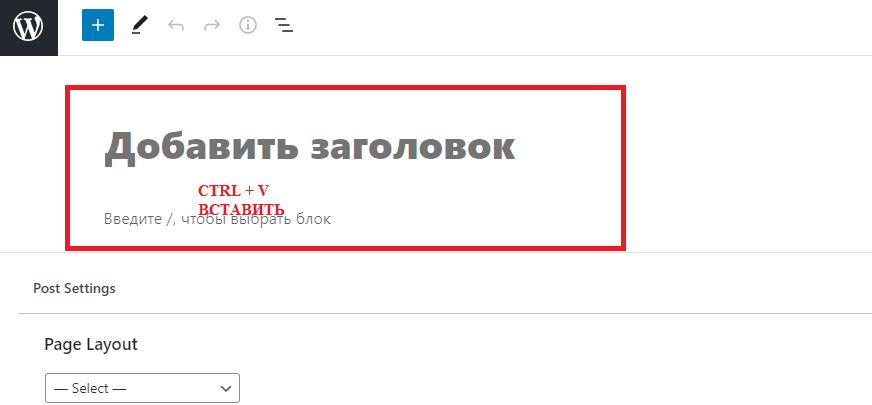 Добавить заголовок
CTRL + V
ВСТАВИТЬ
Введите /, чтобы выбрать блок
Post Settings
Page Layout
— Select —